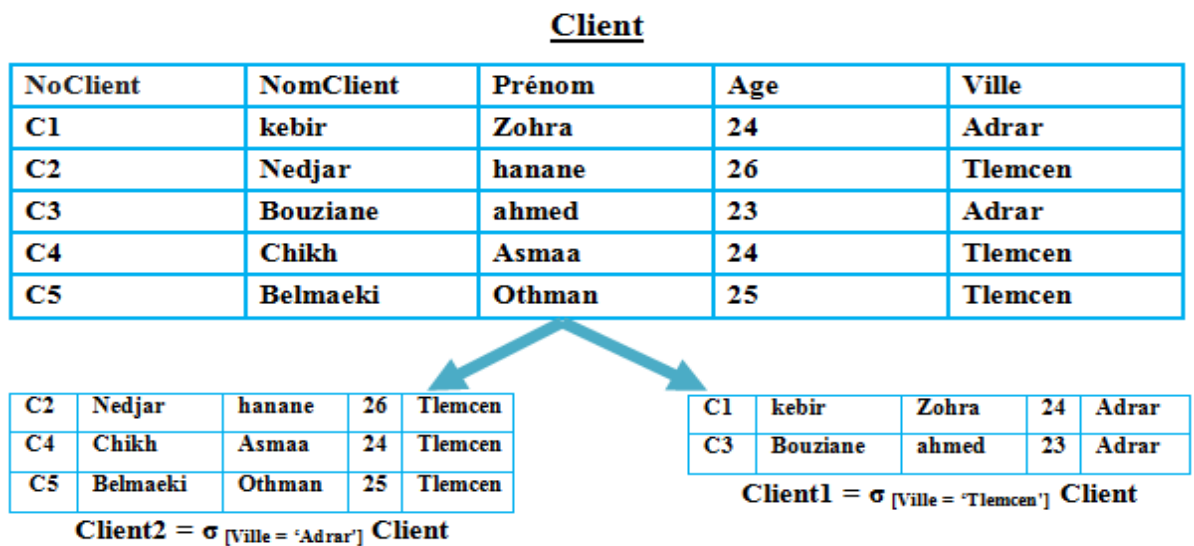 Client
NoClient NomClient Prénom Age Ville
C1 kebir Zohra 24 Adrar
C2 Nedjar hanane 26 Tlemcen
C3 Bouziane ahmed 23 Adrar
C4 Chikh Asmaa 24 Tlemcen
C5 Belmaeki Othman 25 Tlemcen
C2 Nedjar hanane 26 Tlemcen
C4 Chikh Asmaa 24 Tlemcen
C5 Belmaeki Othman 25 Tlemcen
Client2 = σ [Ville = ‘Adrar’] Client
C1 kebir Zohra 24 Adrar
C3 Bouziane ahmed 23 Adrar
Client1 = σ [Ville = ‘Tlemcen’] Client